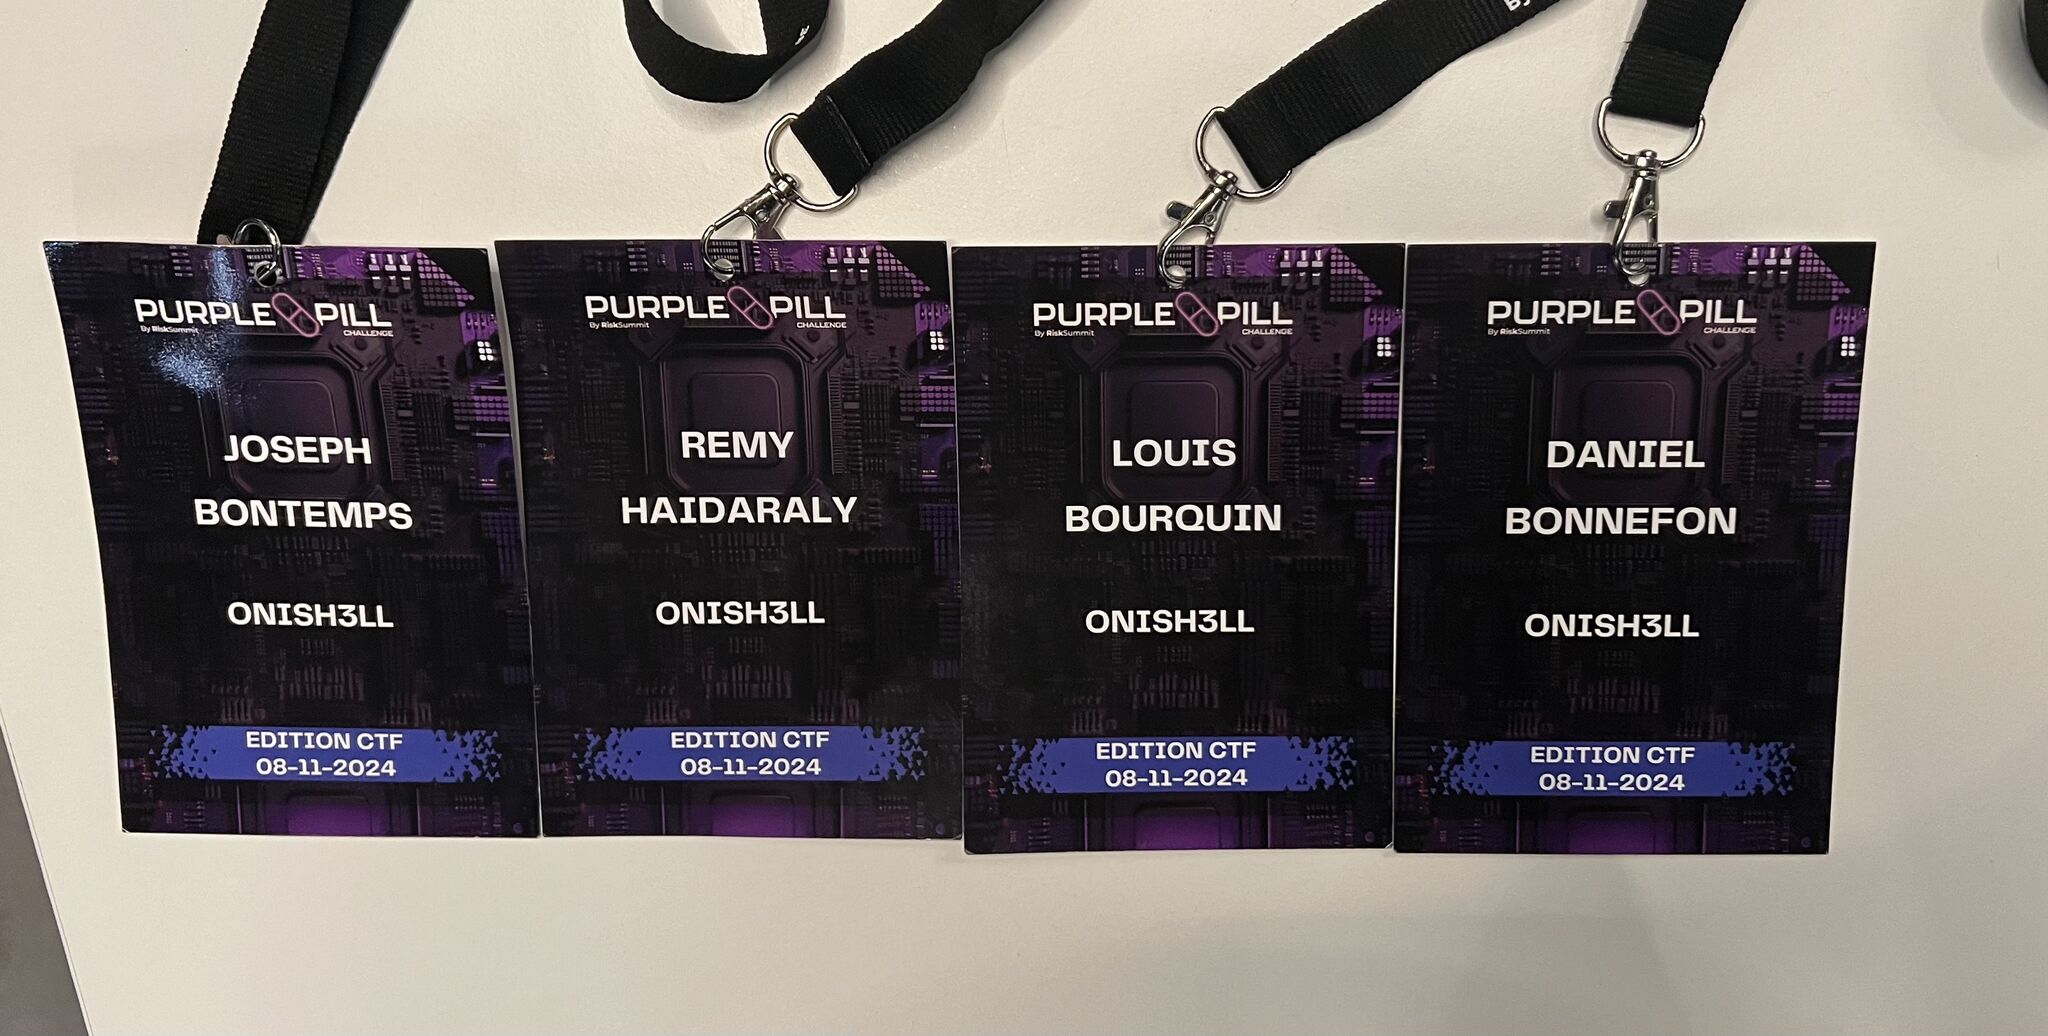 PURPLE PILL
By RiskSummit
CHALLENGE
JOSEPH
BONTEMPS
ONISH3LL
EDITION CTF
08-11-2024
PURPLE PILL
By RiskSummit
CHALLENGE
REMY
HAIDARALY
ONISH3LL
EDITION CTF
08-11-2024
PURPLE PILL
By RiskSummit
CHALLENGE
LOUIS
BOURQUIN
ONISH3LL
EDITION CTF
08-11-2024
PURPLE PILL
By RiskSummit
CHALLENGE
DANIEL
BONNEFON
ONISH3LL
EDITION CTF
08-11-2024